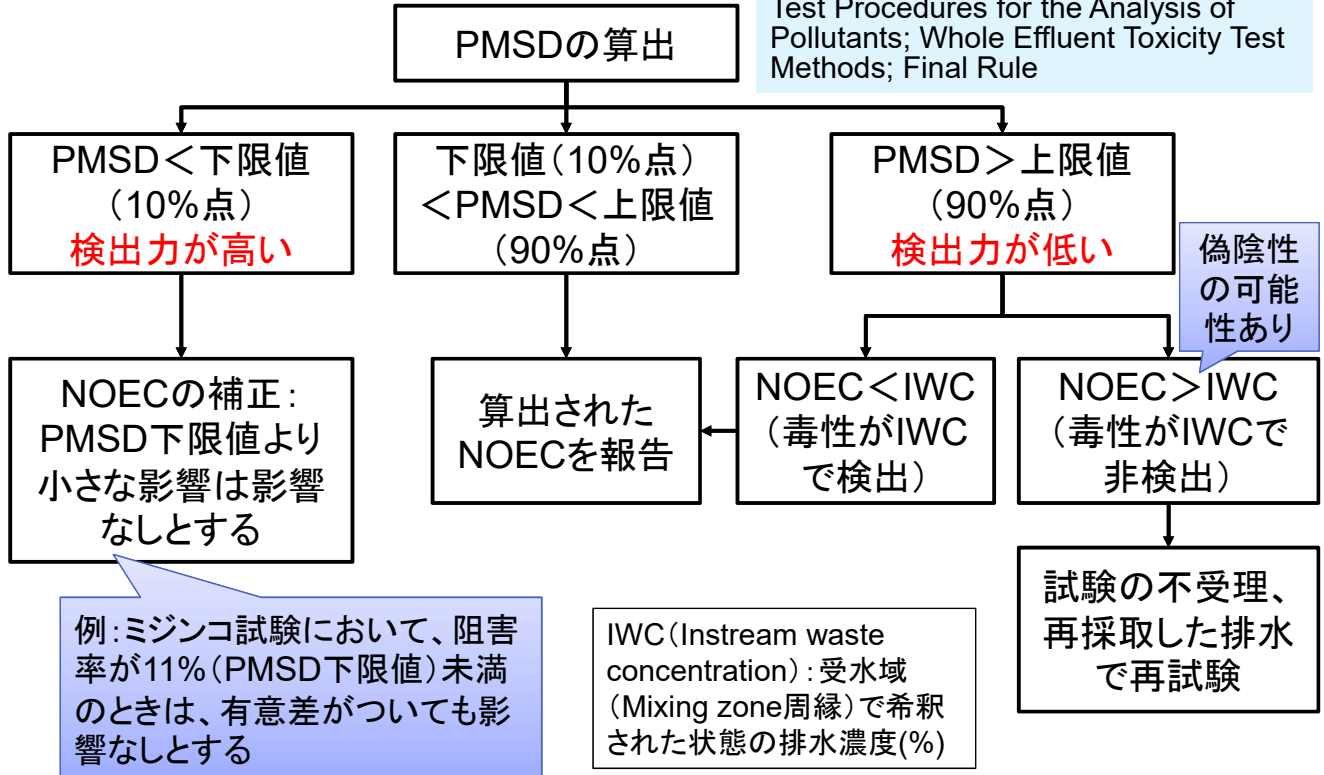 PMSDの算出
Test Procedures for the Analysis of
Pollutants; Whole Effluent Toxicity Test
Methods; Final Rule
PMSD＜下限値
（10%点）
検出力が高い
下限値（10%点）
＜PMSD＜上限値
（90%点）
PMSD＞上限値
（90%点）
検出力が低い
偽陰性
の可能
性あり
NOECの補正：
PMSD下限値より
小さな影響は影響
なしとする
算出された
NOECを報告
NOEC＜IWC
（毒性がIWC
で検出）
NOEC＞IWC
（毒性がIWCで
非検出）
例：ミジンコ試験において、阻害
率が11%（PMSD下限値）未満
のときは、有意差がついても影
響なしとする
IWC（Instream waste
concentration）：受水域
（Mixing zone周縁）で希釈
された状態の排水濃度(%)
試験の不受理、
再採取した排水
で再試験